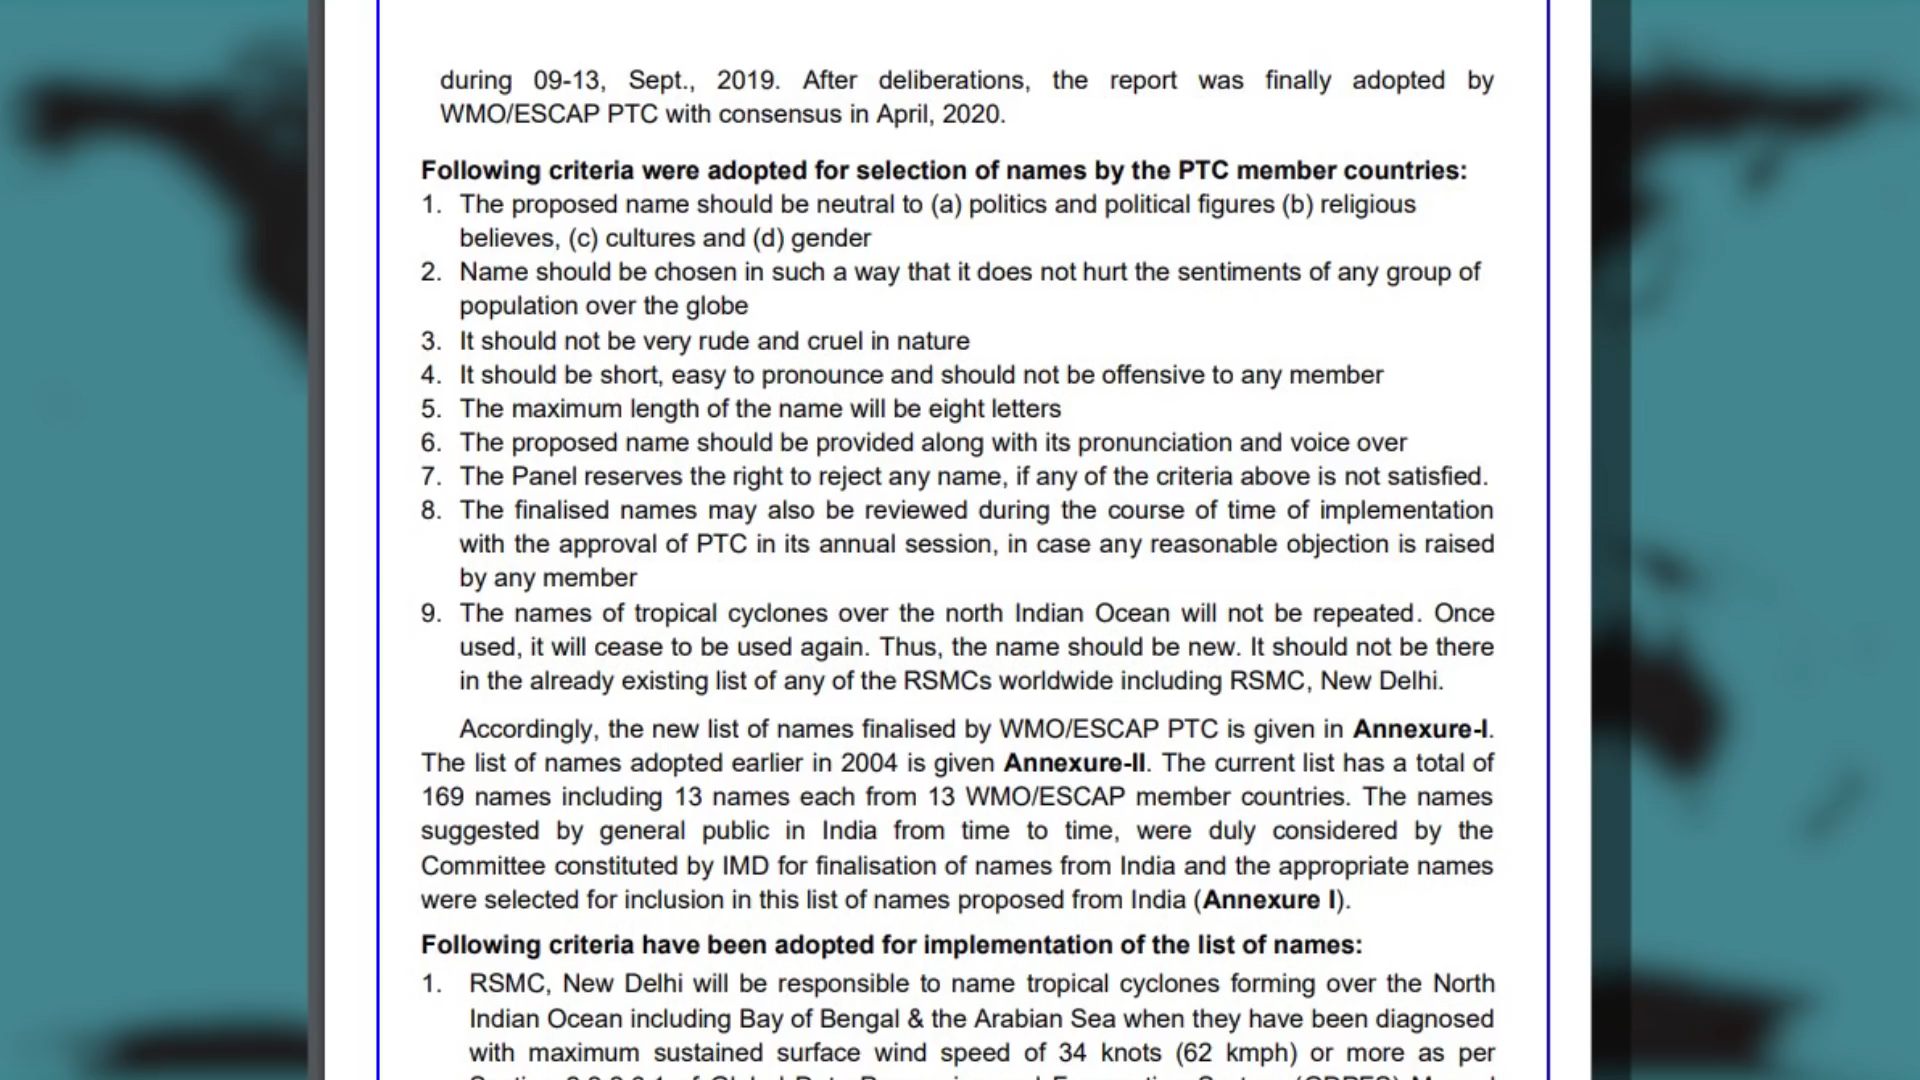 during 09-13, Sept., 2019. After deliberations, the report was finally adopted by
WMO/ESCAP PTC with consensus in April, 2020.
Following criteria were adopted for selection of names by the PTC member countries:
1. The proposed name should be neutral to (a) politics and political figures (b) religious
believes, (c) cultures and (d) gender
2. Name should be chosen in such a way that it does not hurt the sentiments of any group of
population over the globe
3. It should not be very rude and cruel in nature
4. It should be short, easy to pronounce and should not be offensive to any member
5. The maximum length of the name will be eight letters
6. The proposed name should be provided along with its pronunciation and voice over
7. The Panel reserves the right to reject any name, if any of the criteria above is not satisfied.
8. The finalised names may also be reviewed during the course of time of implementation
with the approval of PTC in its annual session, in case any reasonable objection is raised
by any member
9. The names of tropical cyclones over the north Indian Ocean will not be repeated. Once
used, it will cease to be used again. Thus, the name should be new. It should not be there
in the already existing list of any of the RSMCs worldwide including RSMC, New Delhi.
Accordingly, the new list of names finalised by WMO/ESCAP PTC is given in Annexure-I.
The list of names adopted earlier in 2004 is given Annexure-II. The current list has a total of
169 names including 13 names each from 13 WMO/ESCAP member countries. The names
suggested by general public in India from time to time, were duly considered by the
Committee constituted by IMD for finalisation of names from India and the appropriate names
were selected for inclusion in this list of names proposed from India (Annexure I).
Following criteria have been adopted for implementation of the list of names:
1. RSMC, New Delhi will be responsible to name tropical cyclones forming over the North
Indian Ocean including Bay of Bengal & the Arabian Sea when they have been diagnosed
with maximum sustained surface wind speed of 34 knots (62 kmph) or more as per